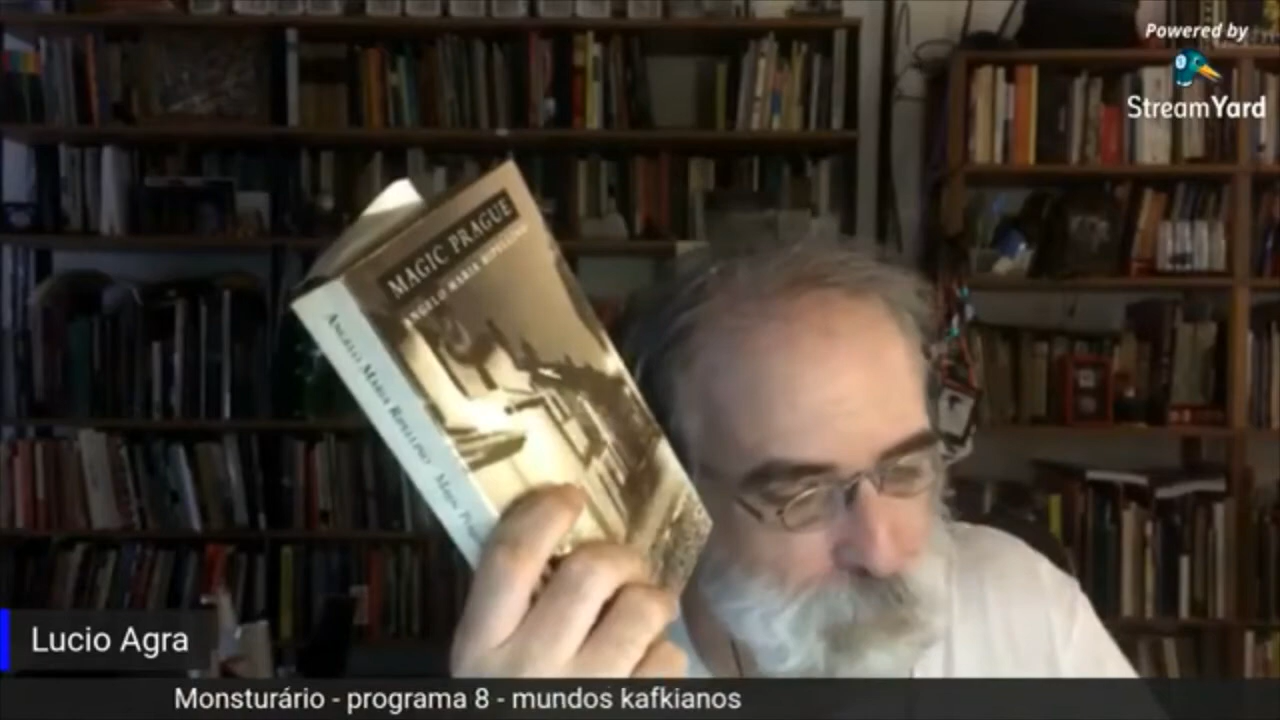 Powered by
StreamYard
MAGIC PRAGUE
ANGELO MARIA RIPELLINO
ANGELO MARIA RIPELLINO
Lucio Agra
Monsturário - programa 8 - mundos kafkianos